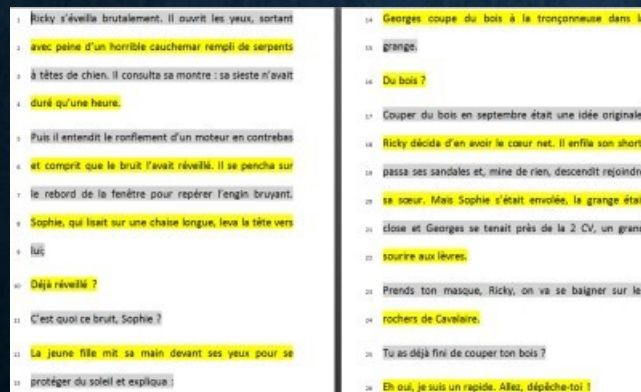 1 Ricky s'éveilla brutalement. Il ouvrit les yeux, sortant
2 avec peine d'un horrible cauchemar rempli de serpents
3 à têtes de chien. Il consulta sa montre : sa sieste n'avait
4 duré qu'une heure.
5 Puis il entendit le ronflement d'un moteur en contrebas
6 et comprit que le bruit l'avait réveillé. Il se pencha sur
7 le rebord de la fenêtre pour repérer l'engin bruyant.
8 Sophie, qui lisait sur une chaise longue, leva la tête vers
9 lui;
10 Déjà réveillé ?
11 C'est quoi ce bruit, Sophie ?
12 La jeune fille mit sa main devant ses yeux pour se
13 protéger du soleil et expliqua :
14 Georges coupe du bois à la tronçonneuse dans l
15 grange.
16 Du bois ?
17 Couper du bois en septembre était une idée originale
18 Ricky décida d'en avoir le cœur net. Il enfila son short
19 passa ses sandales et, mine de rien, descendit rejoindr
20 sa sœur. Mais Sophie s'était envolée, la grange étai
21 close et Georges se tenait près de la 2 CV, un gran
22 sourire aux lèvres.
23 Prends ton masque, Ricky, on va se baigner sur le
24 rochers de Cavalaire.
25 Tu as déjà fini de couper ton bois ?
26 Eh oui, je suis un rapide. Allez, dépêche-toi !